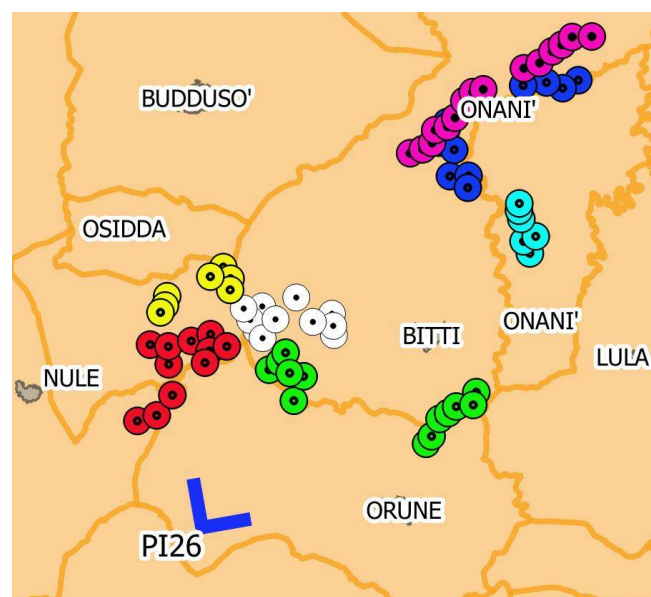 BUDDUSO'
ONANI'
OSIDDA
ONANI'
BITTI
LULA
NULE
ORUNE
PI26